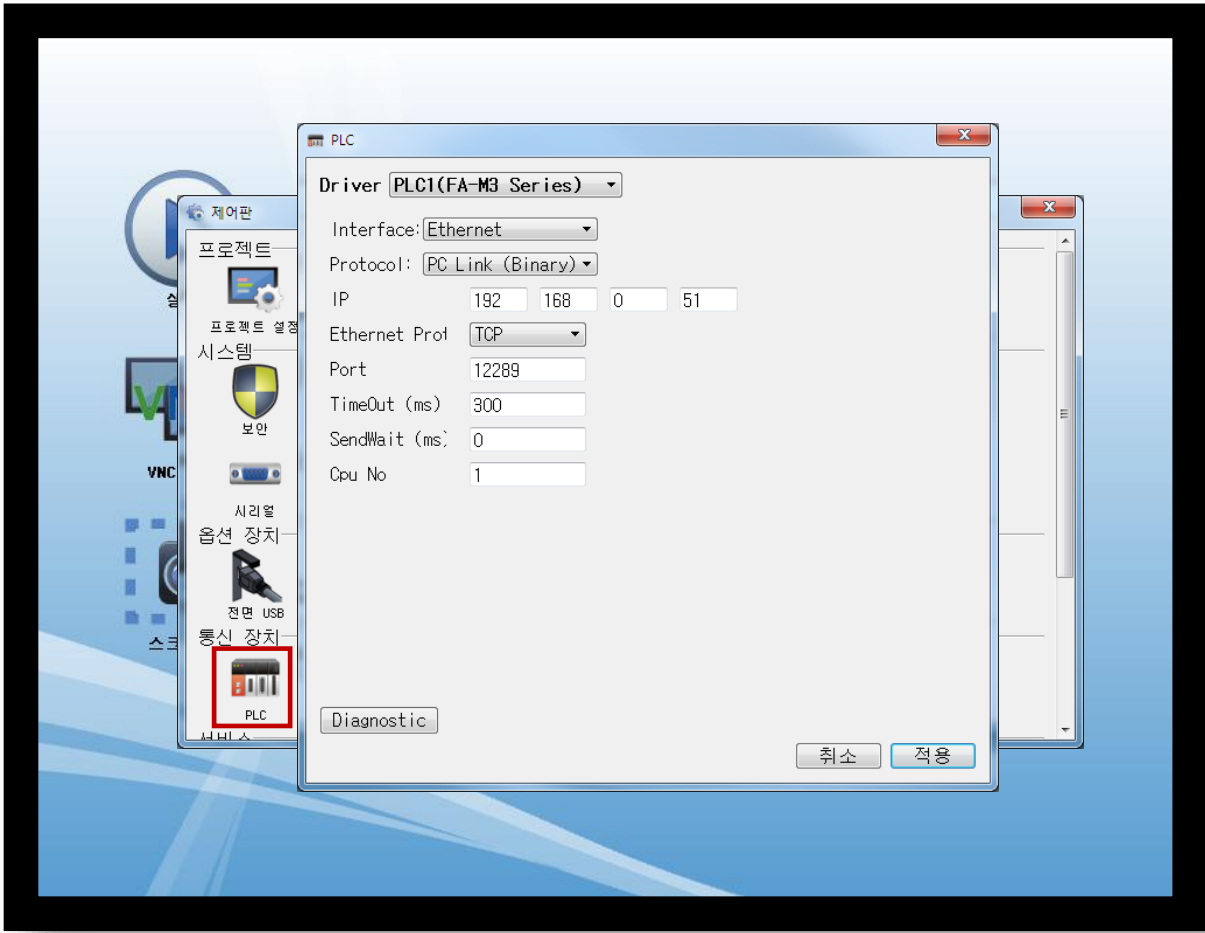 PLC
Driver PLC1(FA-M3 Series)
제어판
Interface: Ethernet
프로젝트
Protocol: PC Link (Binary)
IP 192 168 0 51
프로젝트 설정
Ethernet Prot TCP
시스템
Port 12289
TimeOut (ms) 300
보안
SendWait (ms) 0
VNC
Cpu No 1
시리얼
옵션 장치
전면 USB
통신 장치
PLC
Diagnostic
서비스
취소 적용